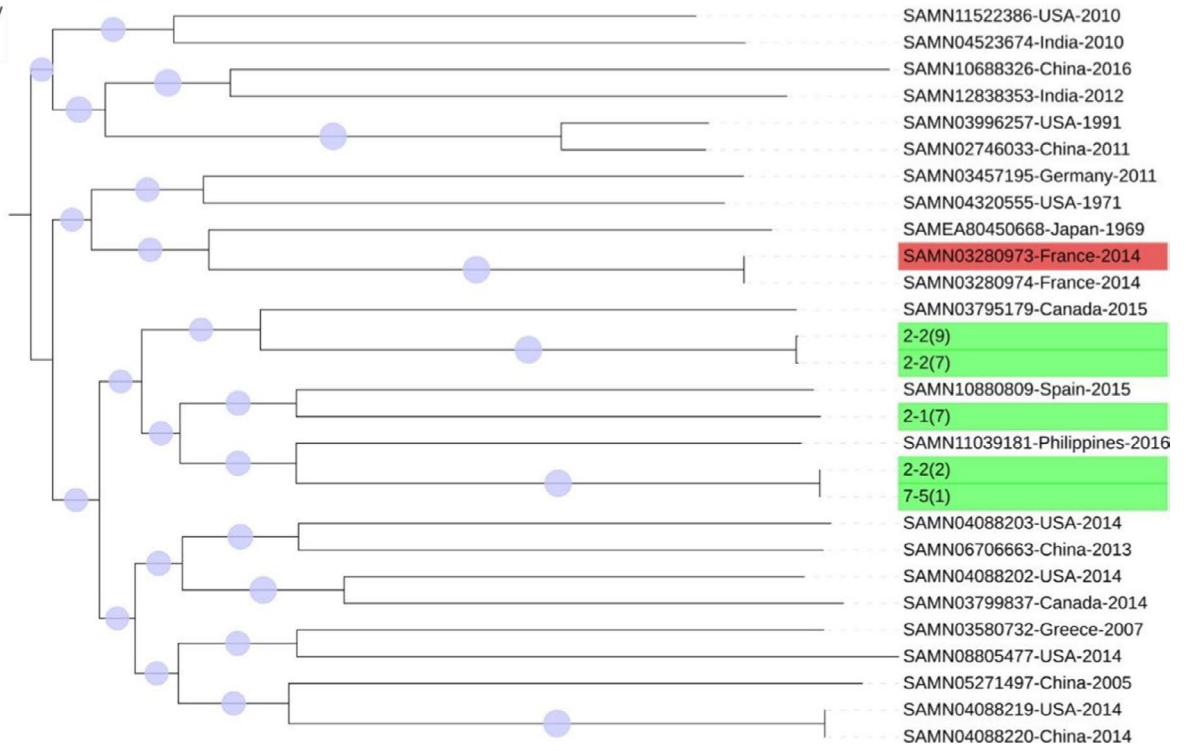 SAMN11522386-USA-2010
SAMN04523674-India-2010
SAMN10688326-China-2016
SAMN12838353-India-2012
SAMN03996257-USA-1991
SAMN02746033-China-2011
SAMN03457195-Germany-2011
SAMN04320555-USA-1971
SAMEA80450668-Japan-1969
SAMN03280973-France-2014
SAMN03280974-France-2014
SAMN03795179-Canada-2015
2-2(9)
2-2(7)
SAMN10880809-Spain-2015
2-1(7)
SAMN11039181-Philippines-2016
2-2(2)
7-5(1)
SAMN04088203-USA-2014
SAMN06706663-China-2013
SAMN04088202-USA-2014
SAMN03799837-Canada-2014
SAMN03580732-Greece-2007
SAMN08805477-USA-2014
SAMN05271497-China-2005
SAMN04088219-USA-2014
SAMN04088220-China-2014